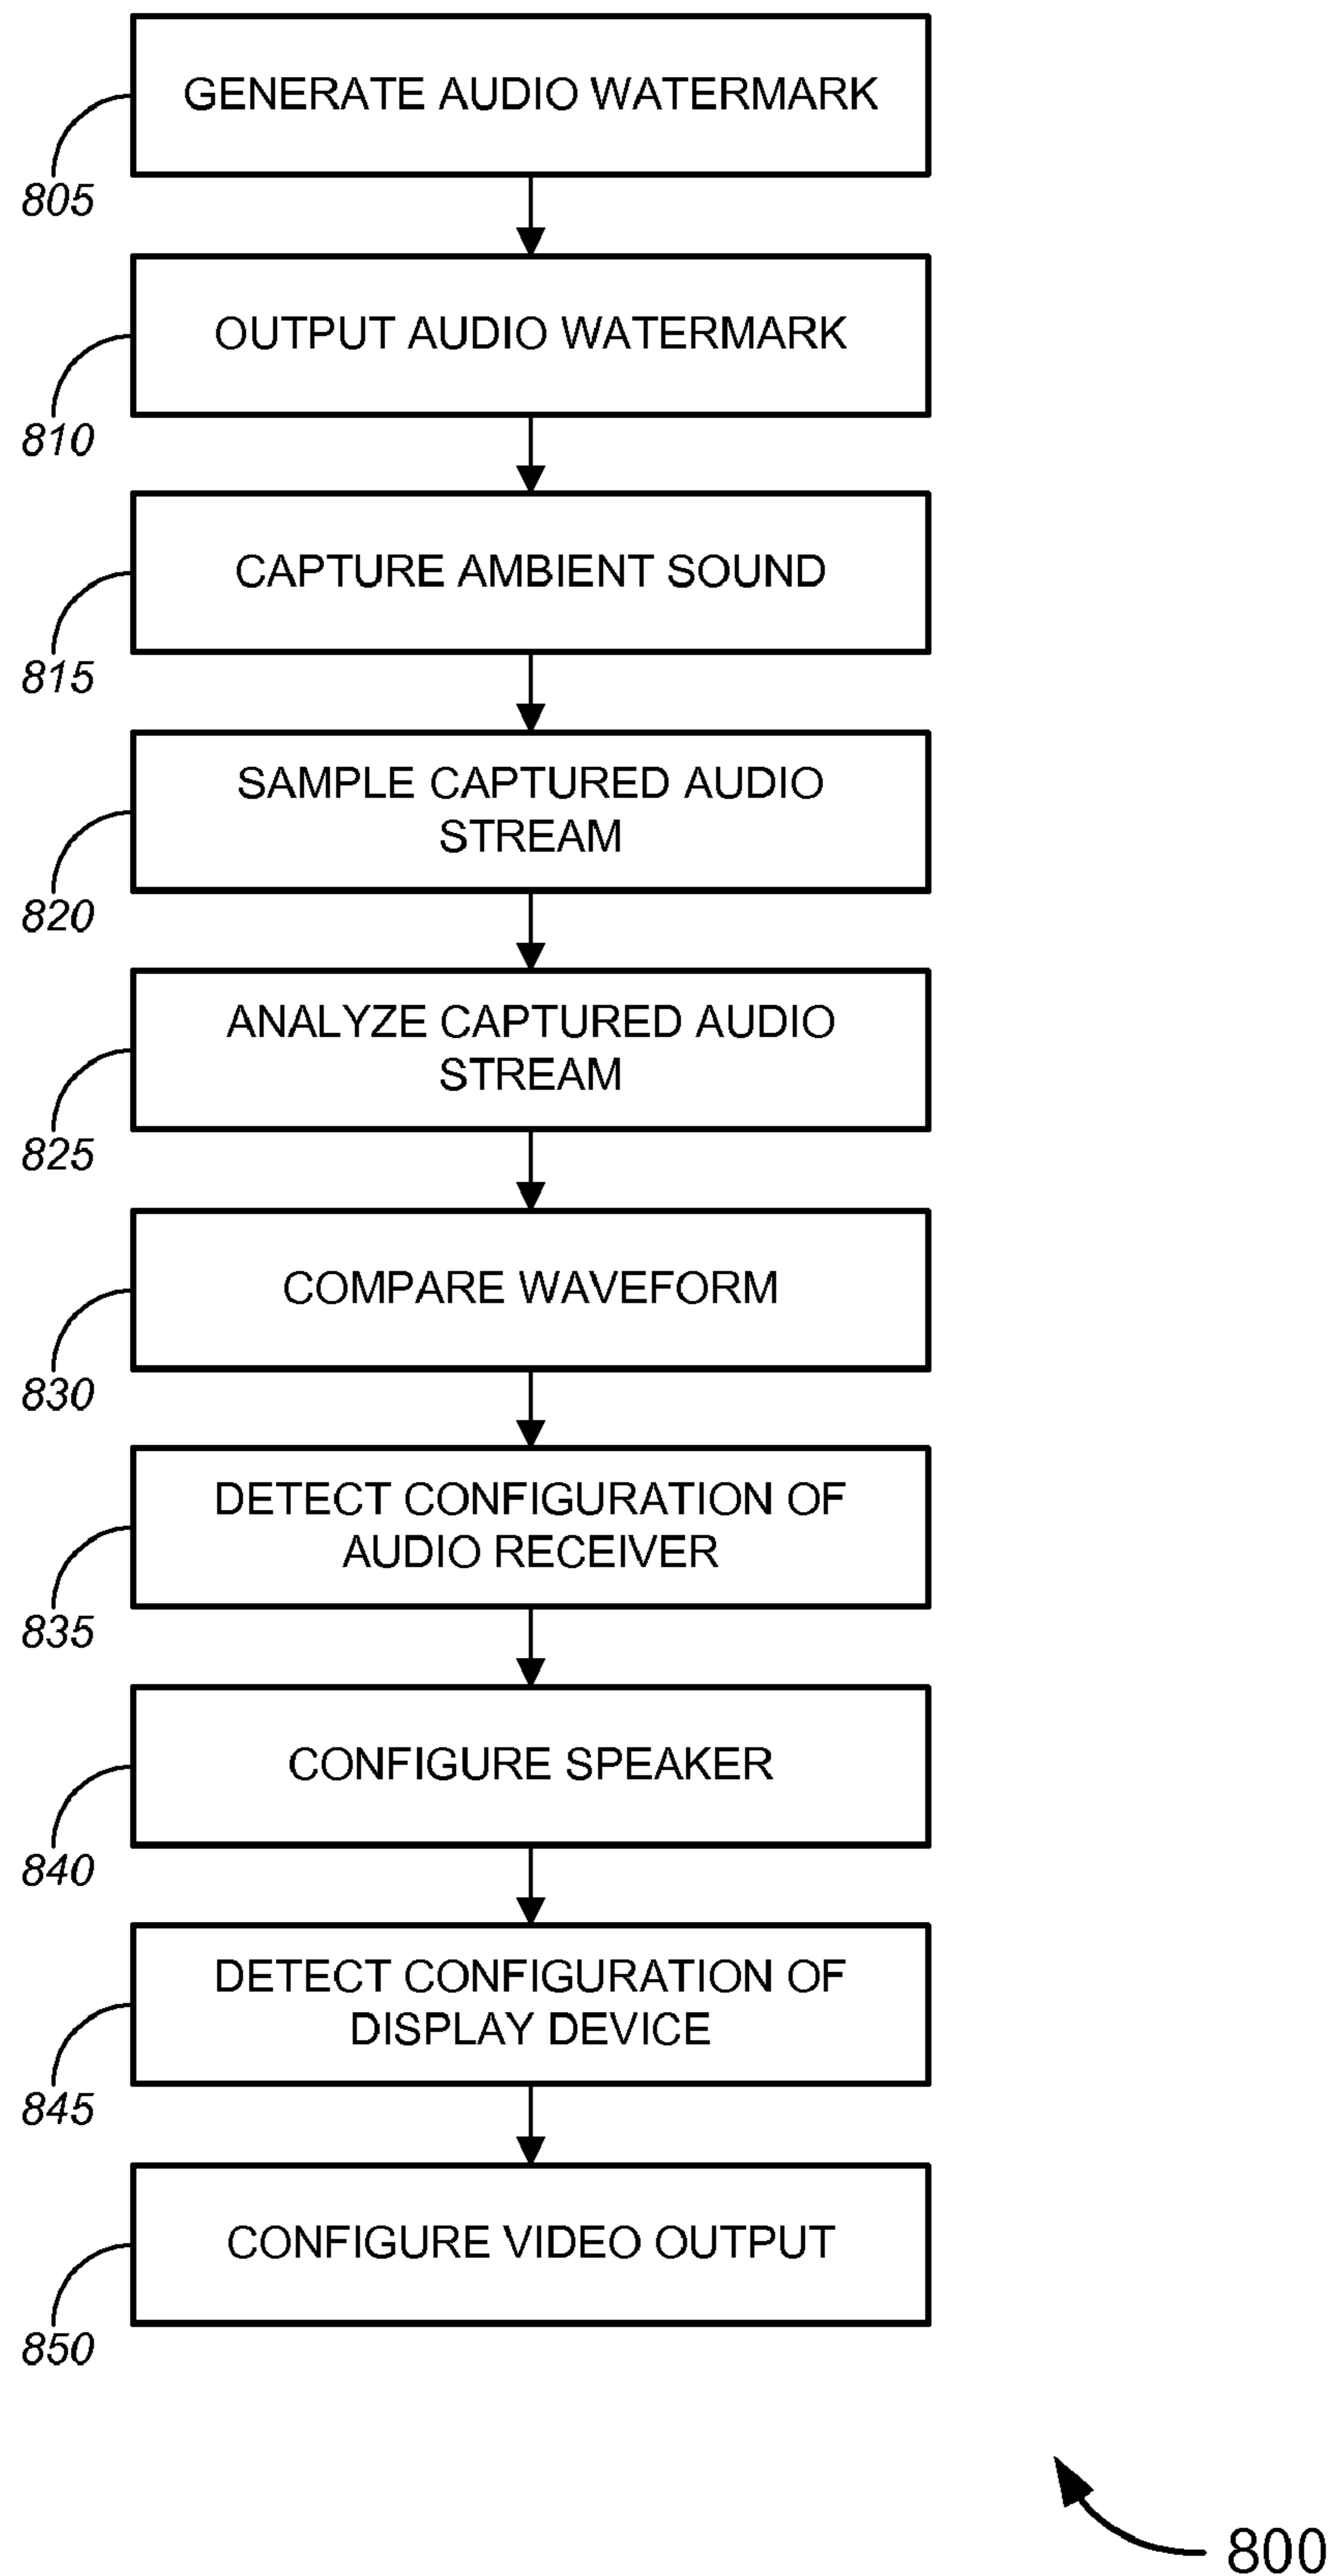 GENERATE AUDIO WATERMARK
805
OUTPUT AUDIO WATERMARK
810
CAPTURE AMBIENT SOUND
815
SAMPLE CAPTURED AUDIO
STREAM
820
ANALYZE CAPTURED AUDIO
STREAM
825
COMPARE WAVEFORM
830
DETECT CONFIGURATION OF
AUDIO RECEIVER
835
CONFIGURE SPEAKER
840
DETECT CONFIGURATION OF
DISPLAY DEVICE
845
CONFIGURE VIDEO OUTPUT
850
800